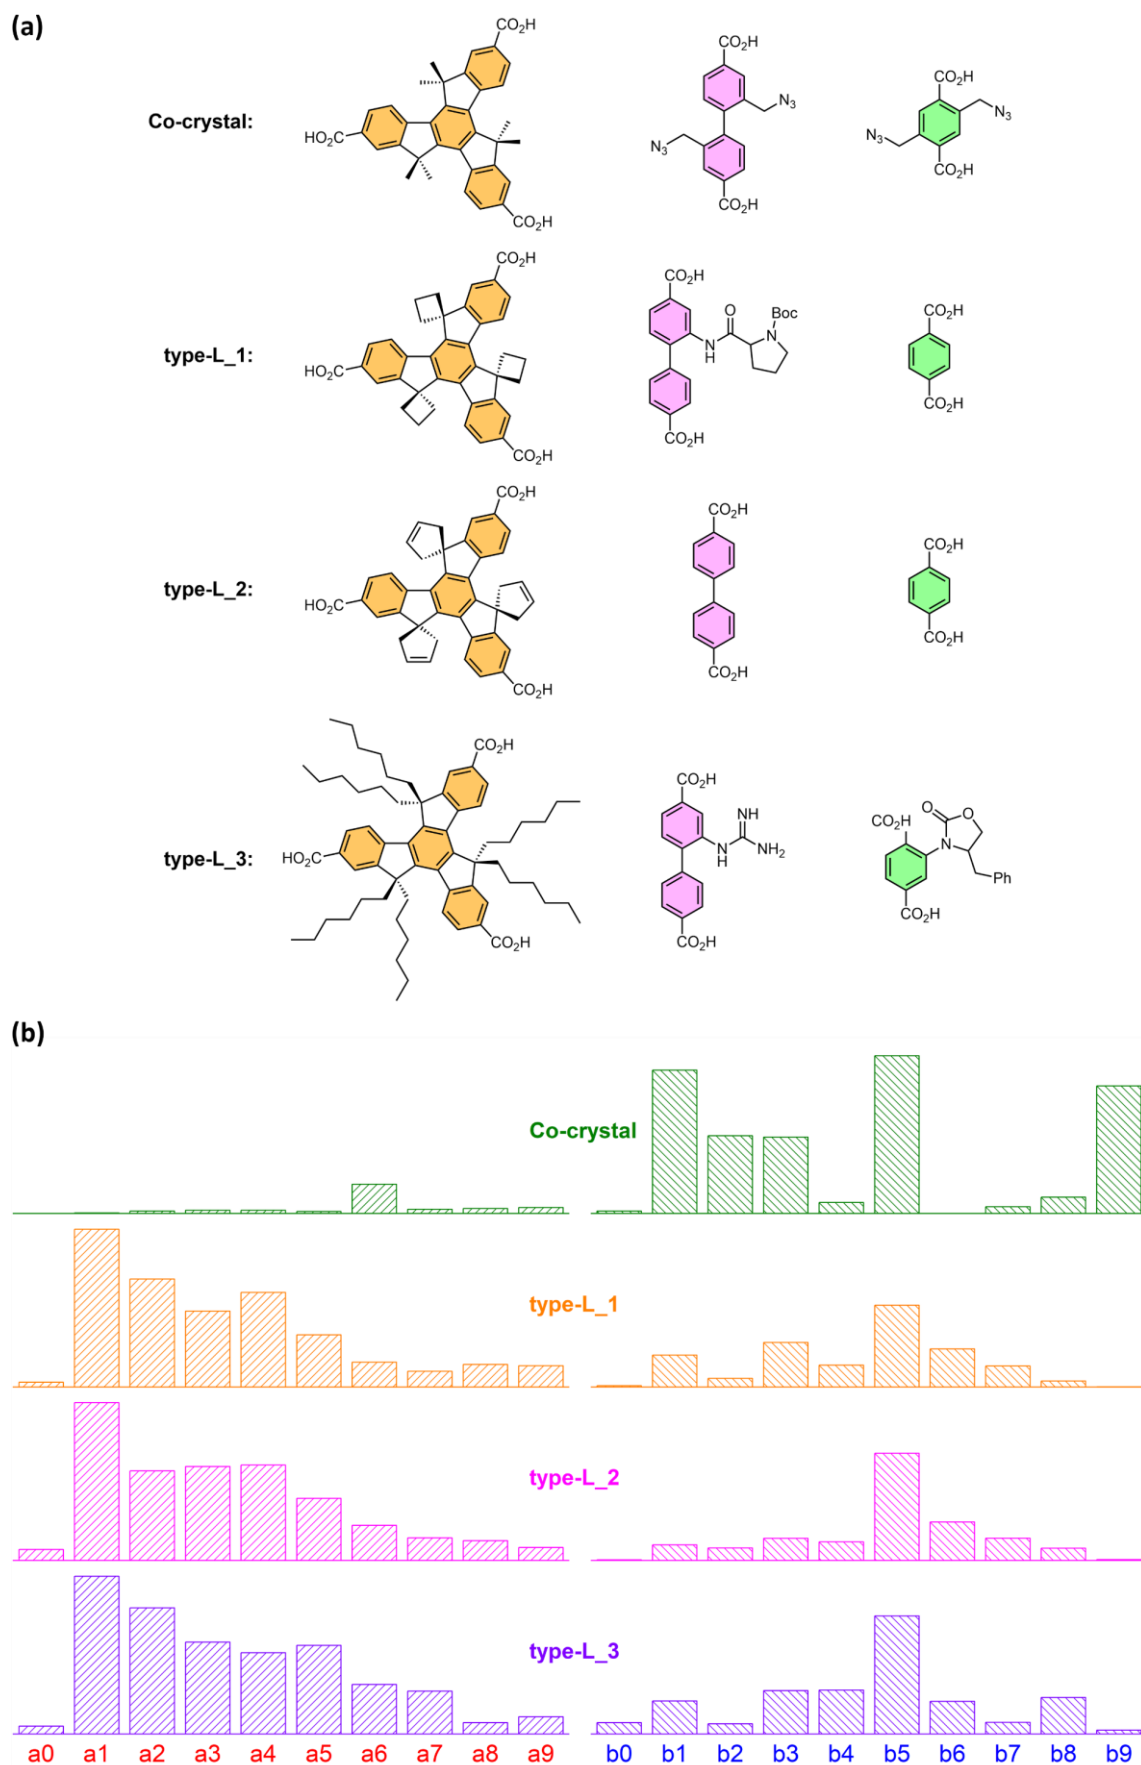 (a)
Co-crystal:
CO₂H
HO₂C
CO₂H
CO₂H
N₃
N₃
CO₂H
CO₂H
N₃
N₃
CO₂H
type-L_1:
CO₂H
HO₂C
CO₂H
CO₂H
O
Boc
N
N
H
CO₂H
CO₂H
CO₂H
type-L_2:
CO₂H
HO₂C
CO₂H
CO₂H
CO₂H
CO₂H
CO₂H
type-L_3:
CO₂H
HO₂C
CO₂H
CO₂H
NH
N
H
NH₂
CO₂H
CO₂H
O
O
N
Ph
CO₂H
(b)
Co-crystal
type-L_1
type-L_2
type-L_3
a0 a1 a2 a3 a4 a5 a6 a7 a8 a9 b0 b1 b2 b3 b4 b5 b6 b7 b8 b9